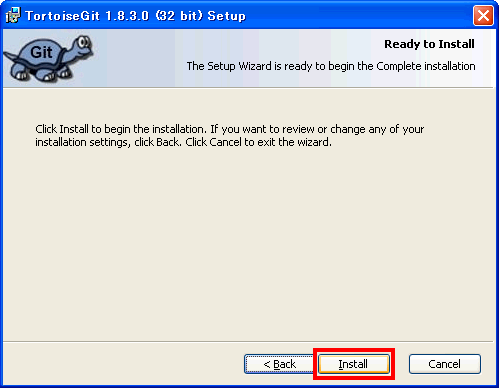 TortoiseGit 1.8.3.0 (32 bit) Setup
Git
Ready to Install
The Setup Wizard is ready to begin the Complete installation
Click Install to begin the installation. If you want to review or change any of your
installation settings, click Back. Click Cancel to exit the wizard.
< Back
Install
Cancel